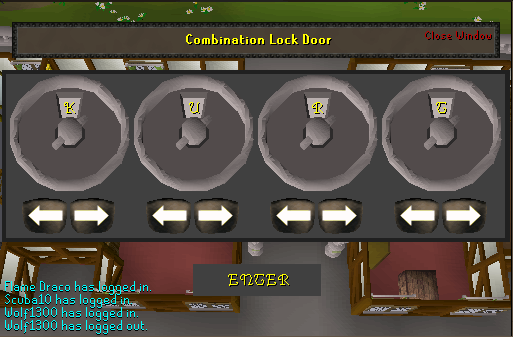 Combination Lock Door
Close Window
K U R T
ENTER
Flame Draco has logged in.
Scuba10 has logged in.
Wolf1300 has logged in.
Wolf1300 has logged out.